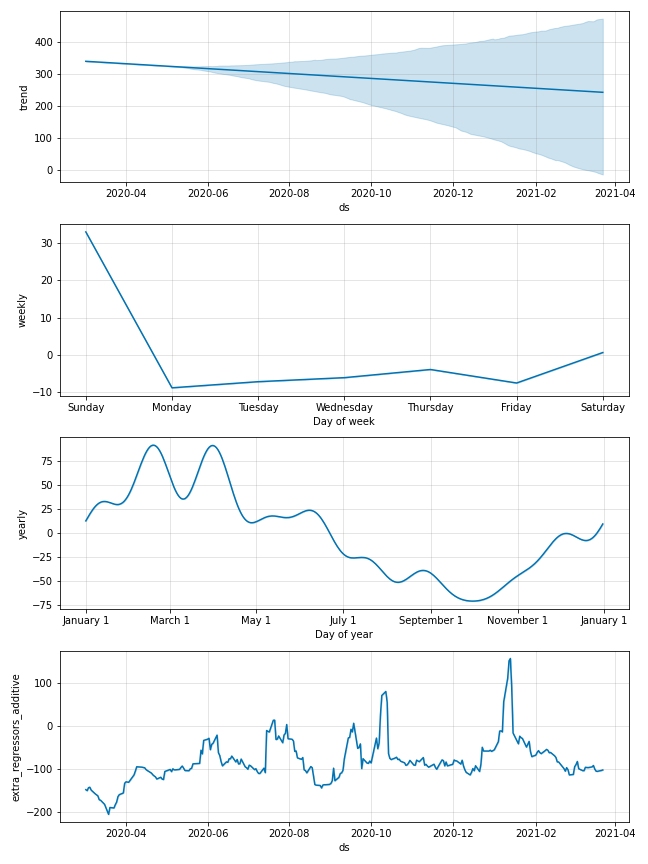 400
300
200
100
0
trend
2020-04 2020-06 2020-08 2020-10 2020-12 2021-02 2021-04
ds
30
20
10
0
−10
weekly
Sunday Monday Tuesday Wednesday Thursday Friday Saturday
Day of week
75
50
25
0
−25
−50
−75
yearly
January 1 March 1 May 1 July 1 September 1 November 1 January 1
Day of year
100
0
−100
−200
extra_regressors_additive
2020-04 2020-06 2020-08 2020-10 2020-12 2021-02 2021-04
ds